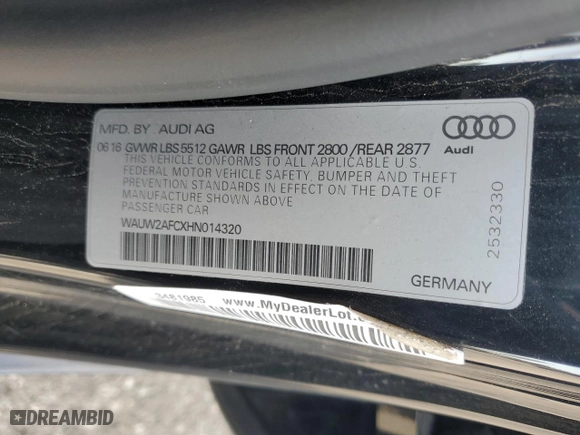 MFD. BY . AUDI AG
06 16 GVWR LBS 5512 GAWR LBS FRONT 2800 / REAR 2877
THIS VEHICLE CONFORMS TO ALL APPLICABLE U.S.
FEDERAL MOTOR VEHICLE SAFETY, BUMPER AND THEFT
PREVENTION STANDARDS IN EFFECT ON THE DATE OF
MANUFACTURE SHOWN ABOVE
PASSENGER CAR
WAUW2AFCXHN014320
Audi
2532330
GERMANY
3461985
www.MyDealerLot.
DREAMBID